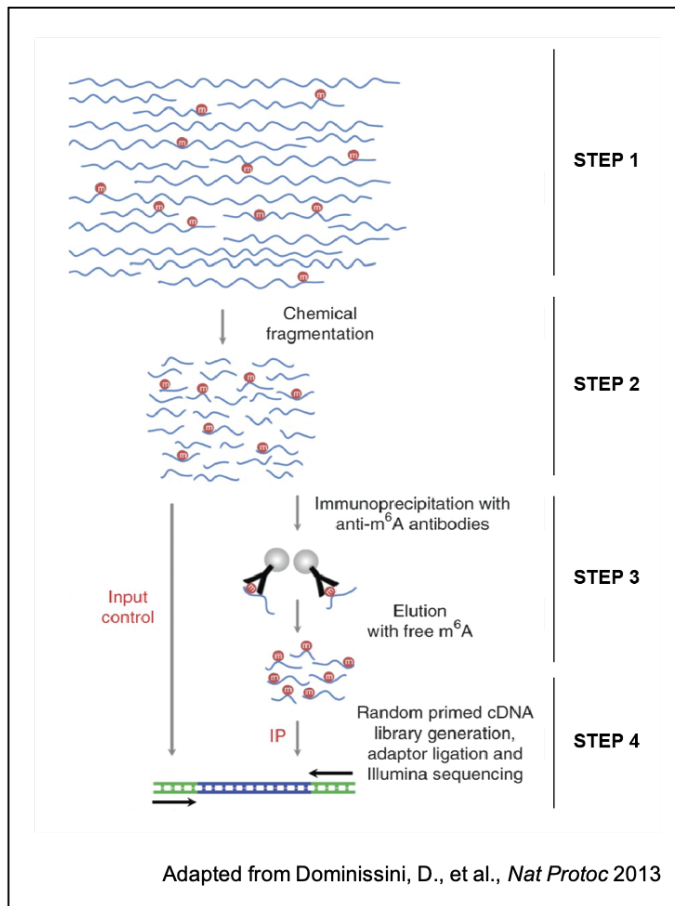 STEP 1
Chemical
fragmentation
STEP 2
Immunoprecipitation with
anti-m⁶A antibodies
STEP 3
Input
control
Elution
with free m⁶A
IP
Random primed cDNA
library generation,
adaptor ligation and
Illumina sequencing
STEP 4
m
Adapted from Dominissini, D., et al., Nat Protoc 2013